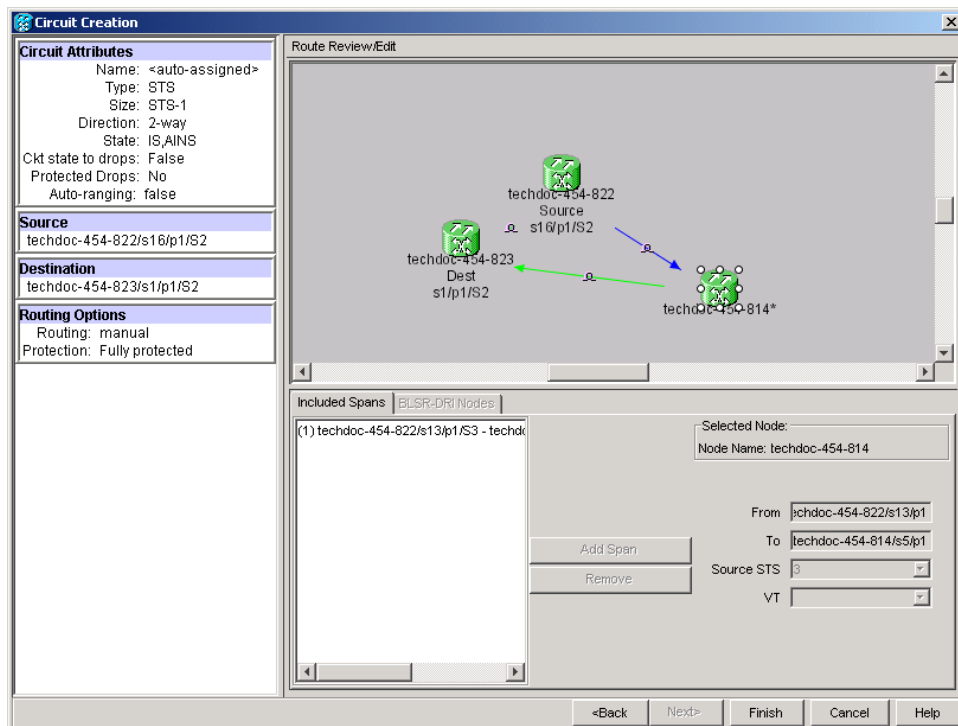 Circuit Creation
Circuit Attributes
Name: <auto-assigned>
Type: STS
Size: STS-1
Direction: 2-way
State: IS,AINS
Ckt state to drops: False
Protected Drops: No
Auto-ranging: false
Source
techdoc-454-822/s16/p1/S2
Destination
techdoc-454-823/s1/p1/S2
Routing Options
Routing: manual
Protection: Fully protected
Route Review/Edit
techdoc-454-822
Source
s16/p1/S2
techdoc-454-823
Dest
s1/p1/S2
techdoc-454-814*
Included Spans
BLSR-DRI Nodes
(1) techdoc-454-822/s13/p1/S3 - techdo
Add Span
Remove
Selected Node:
Node Name: techdoc-454-814
From echdoc-454-822/s13/p1
To techdoc-454-814/s5/p1
Source STS 3
VT
<Back
Next>
Finish
Cancel
Help